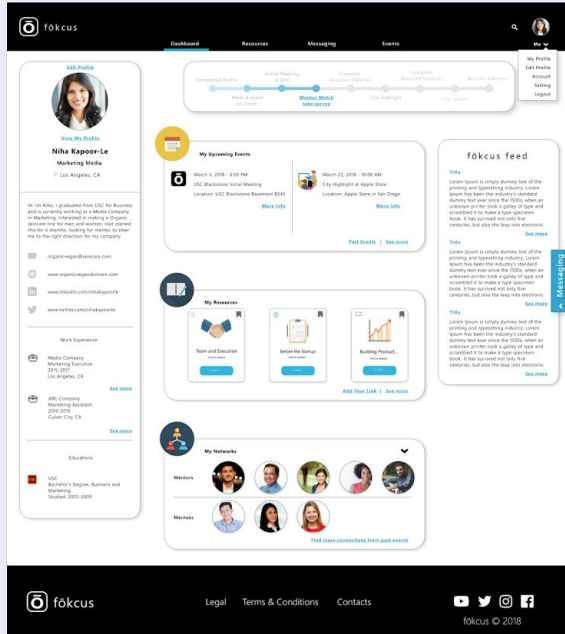 fōkcus
Dashboard Resources Messaging Events
Me
My Profile
Edit Profile
Account
Setting
Logout
Edit Profile
View My Profile
Niha Kapoor-Le
Marketing Media
Los Angeles, CA
Hi I'm Niha, I graduated from USC for Business
and is currently working at a Media Company
in Marketing. Interested in making a Organic
skincare line for men and women. Had started
this for 6 months, looking for mentor to steer
me to the right direction for my company.
organicvegan@skincare.com
www.organicveganskincare.com
www.linkedin.com/nihakapoorle
www.twitter.com/nihakapoorle
Work Experience
Media Company
Marketing Executive
2015-2017
Los Angeles, CA
See more
ABC Company
Marketing Assistant
2010-2015
Culver City, CA
See more
Educations
USC
Bachelor's Degree, Business and
Marketing
Studied: 2005-2009
Completed Profile
Initial Meeting
at USC
Complete
Required Materials
Complete
Required Materials
Become a Mentor
Meet & Greet
on Zoom
Mentor Match
take survey
City Highlight
City Launch
My Upcoming Events
March 5, 2018 - 6:00 PM
USC Blackstone Initial Meeting
Location: USC Blackstone Basement B345
More Info
March 22, 2018 - 10:00 AM
City Highlight at Apple Store
Location: Apple Store in San Diego
More Info
Past Events | See more
My Resources
Team and Execution
Before the Startup
Building Product...
Add Your Link | See more
My Networks
Mentors
Mentees
Find more connections from past events
fōkcus feed
Title
Lorem Ipsum is simply dummy text of the
printing and typesetting industry. Lorem
Ipsum has been the industry's standard
dummy text ever since the 1500s, when an
unknown printer took a galley of type and
scrambled it to make a type specimen
book. It has survived not only five
centuries, but also the leap into electronic
See more
Title
Lorem Ipsum is simply dummy text of the
printing and typesetting industry. Lorem
Ipsum has been the industry's standard
dummy text ever since the 1500s, when an
unknown printer took a galley of type and
scrambled it to make a type specimen
book. It has survived not only five
centuries, but also the leap into electronic
See more
Title
Lorem Ipsum is simply dummy text of the
printing and typesetting industry. Lorem
Ipsum has been the industry's standard
dummy text ever since the 1500s, when an
unknown printer took a galley of type and
scrambled it to make a type specimen
book. It has survived not only five
centuries, but also the leap into electronic
See more
Messaging
fōkcus
Legal Terms & Conditions Contacts
fōkcus © 2018